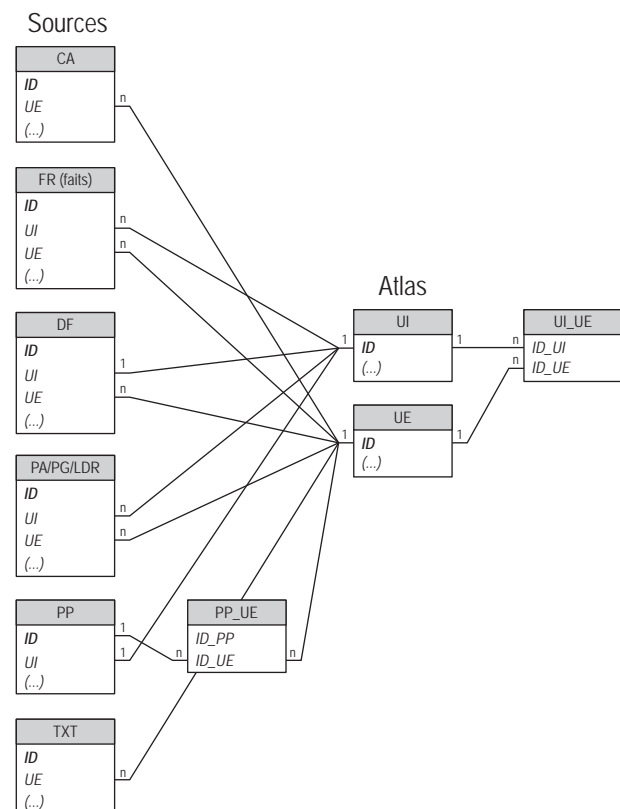 Sources
CA
ID
UE
n
(...)
FR (faits)
ID
UI
n
UE
n
(...)
DF
ID
UI
1
UE
n
(...)
PA/PG/LDR
ID
UI
n
UE
n
(...)
PP
ID
1
UI
1
(...)
PP_UE
ID_PP
n
ID_UE
n
TXT
ID
UE
n
(...)
Atlas
UI
1
ID
1
(...)
UE
1
ID
1
(...)
UI_UE
n
ID_UI
n
ID_UE